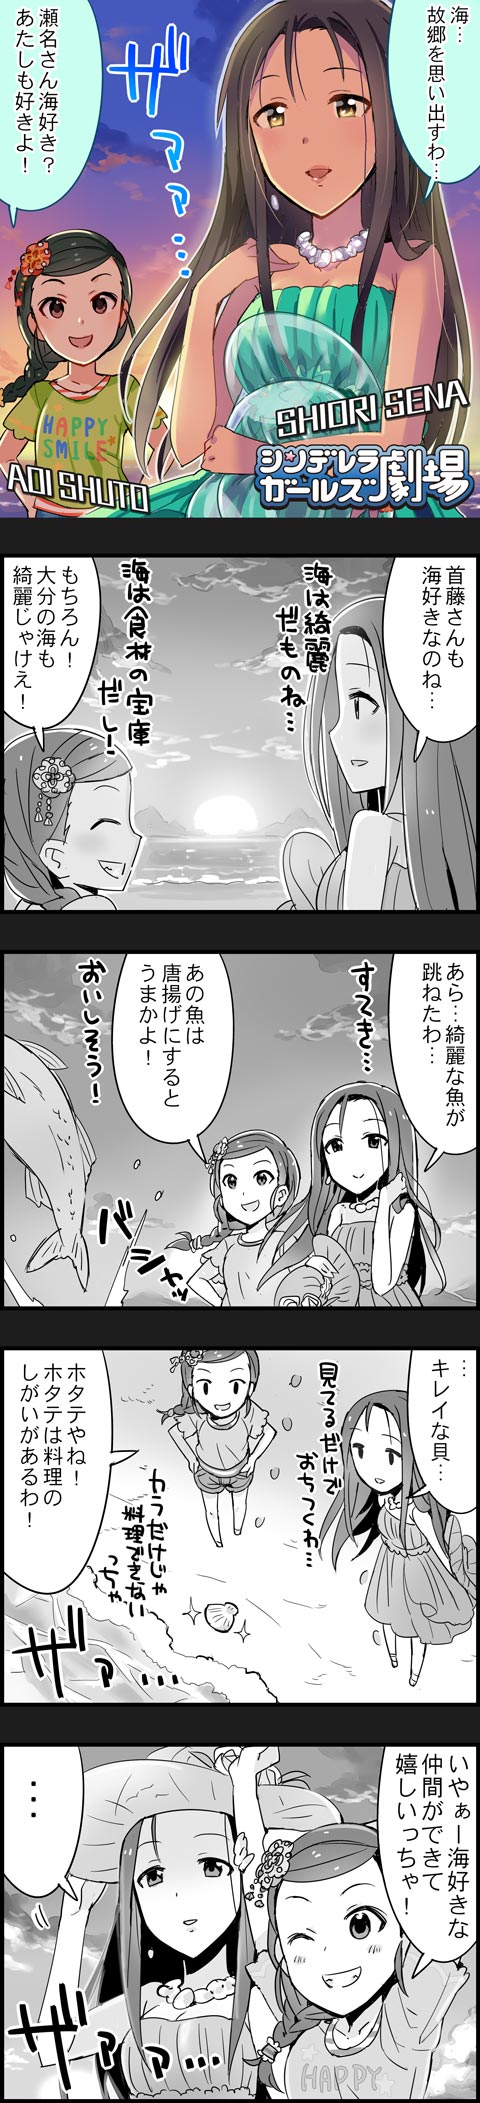 海…
故郷を思い出すわ…
ザァァ…
瀬名さん海好き？
あたしも好きよ！
HAPPY
SMILE
SHIORI SENA
AOI SHUTO
シンデレラ
ガールズ劇場
首藤さんも
海好きなのね…
海は綺麗
だものね…
海は食材の宝庫
だし！
もちろん！
大分の海も
綺麗じゃけえ！
あら…綺麗な魚が
跳ねたわ…
すてき…
あの魚は
唐揚げにすると
うまかよ！
おいしそう！
バシャッ
…
キレイな貝…
見てるだけで
おちつくわ…
カラだけじゃ
料理できない
っちゃ
ホタテやね！
ホタテは料理の
しがいがあるわ！
ザァ…
いやぁー海好きな
仲間ができて
嬉しいっちゃ！
…
ザァァ…
HAPPY